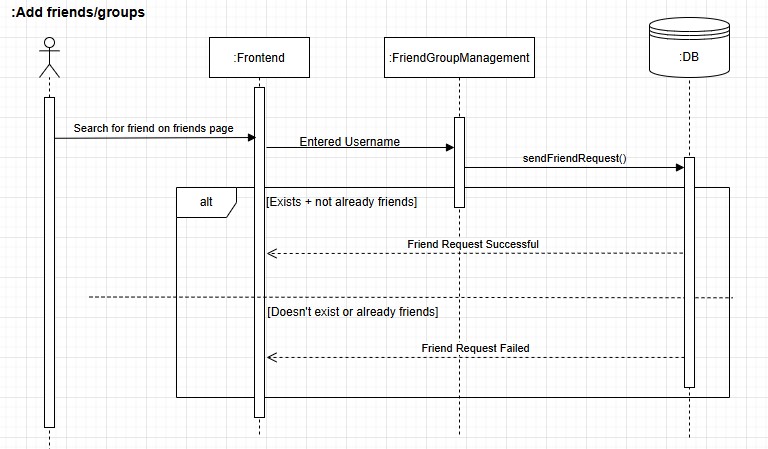 :Add friends/groups
:Frontend
:FriendGroupManagement
:DB
Search for friend on friends page
Entered Username
sendFriendRequest()
alt
[Exists + not already friends]
Friend Request Successful
[Doesn't exist or already friends]
Friend Request Failed